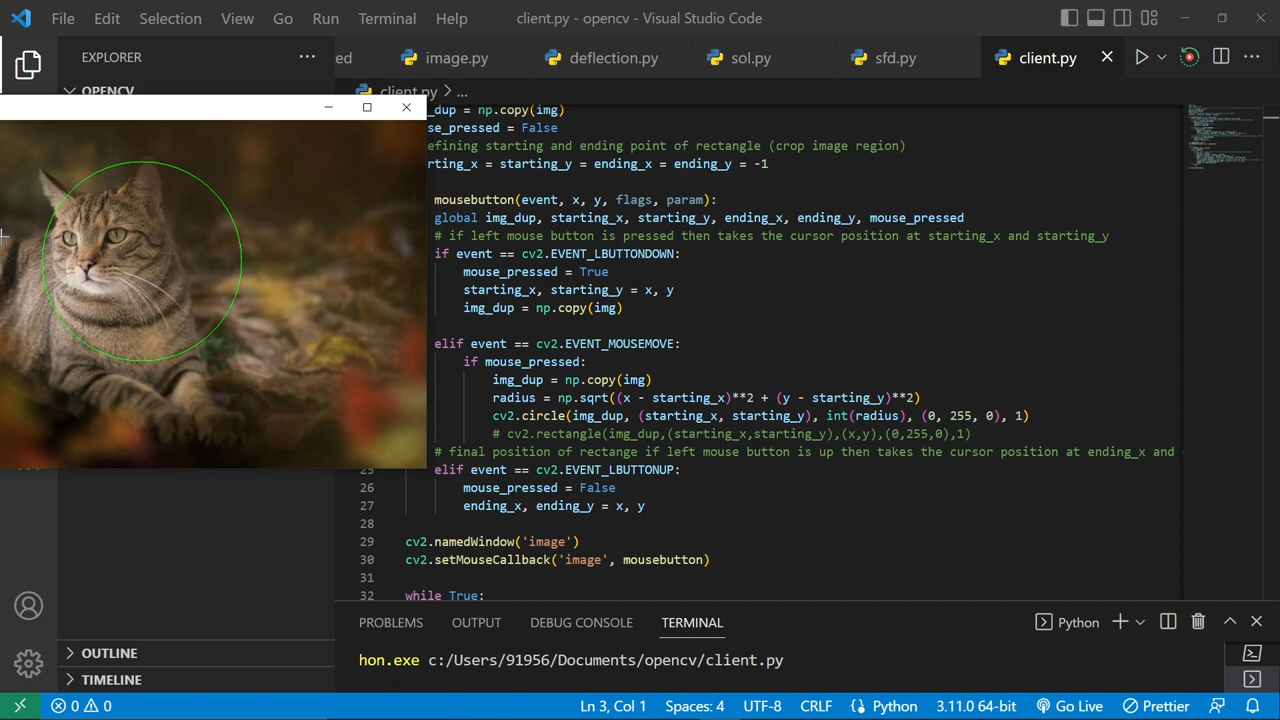 File Edit Selection View Go Run Terminal Help client.py - opencv - Visual Studio Code
EXPLORER
ed image.py deflection.py sol.py sfd.py client.py
OPENCV
client.py > ...
_dup = np.copy(img)
se_pressed = False
efining starting and ending point of rectangle (crop image region)
rting_x = starting_y = ending_x = ending_y = -1
mousebutton(event, x, y, flags, param):
global img_dup, starting_x, starting_y, ending_x, ending_y, mouse_pressed
# if left mouse button is pressed then takes the cursor position at starting_x and starting_y
if event == cv2.EVENT_LBUTTONDOWN:
mouse_pressed = True
starting_x, starting_y = x, y
img_dup = np.copy(img)
elif event == cv2.EVENT_MOUSEMOVE:
if mouse_pressed:
img_dup = np.copy(img)
radius = np.sqrt((x - starting_x)**2 + (y - starting_y)**2)
cv2.circle(img_dup, (starting_x, starting_y), int(radius), (0, 255, 0), 1)
# cv2.rectangle(img_dup,(starting_x,starting_y),(x,y),(0,255,0),1)
# final position of rectange if left mouse button is up then takes the cursor position at ending_x and
25 elif event == cv2.EVENT_LBUTTONUP:
26 mouse_pressed = False
27 ending_x, ending_y = x, y
28
29 cv2.namedWindow('image')
30 cv2.setMouseCallback('image', mousebutton)
31
32 while True:
PROBLEMS OUTPUT DEBUG CONSOLE TERMINAL Python
hon.exe c:/Users/91956/Documents/opencv/client.py
OUTLINE
TIMELINE
0 0 Ln 3, Col 1 Spaces: 4 UTF-8 CRLF Python 3.11.0 64-bit Go Live Prettier